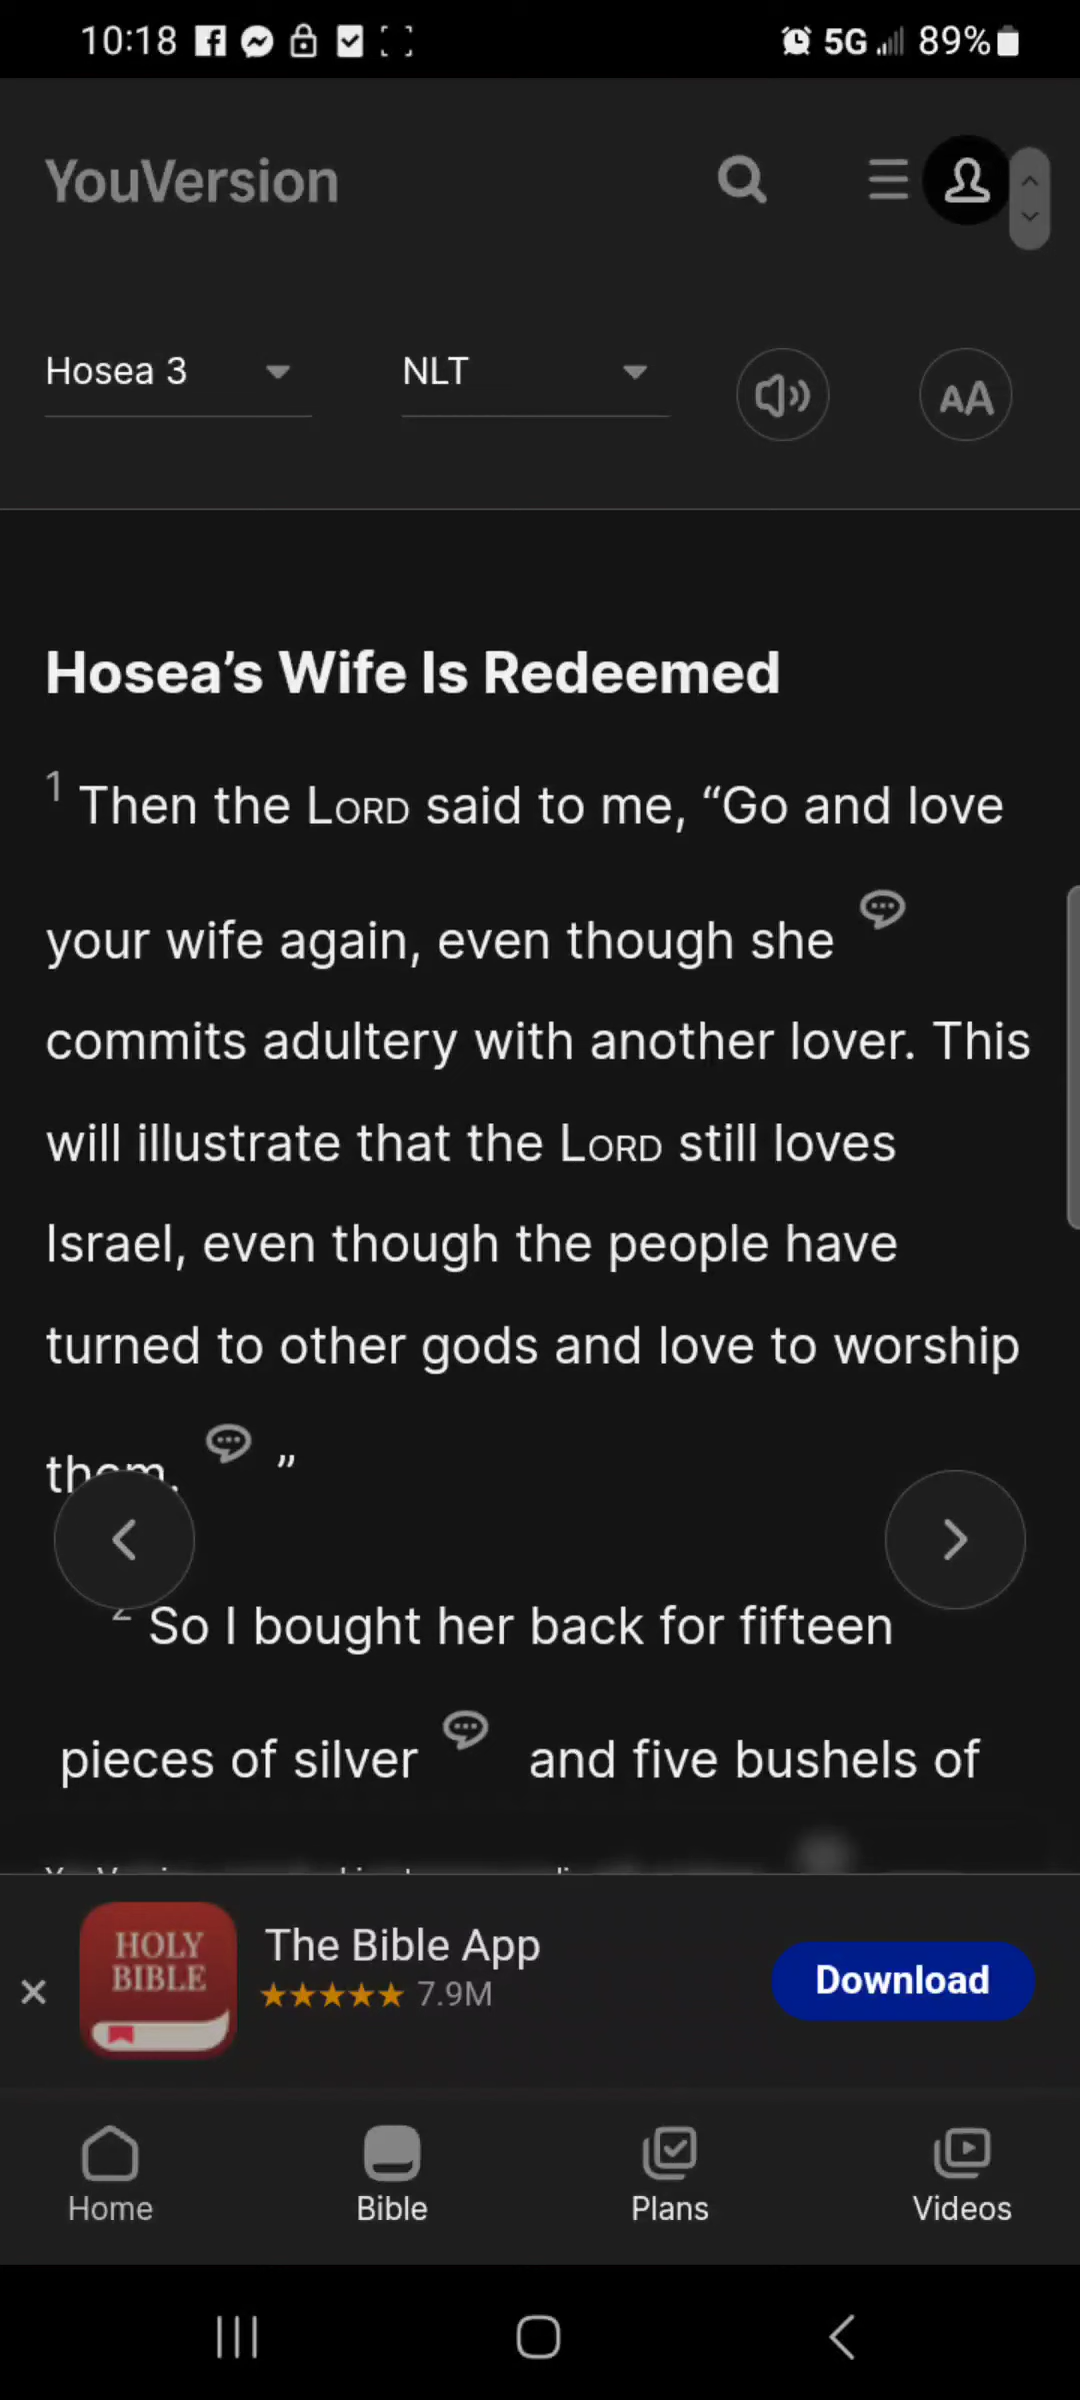 10:18 5G 89%
YouVersion
Hosea 3 NLT AA
Hosea’s Wife Is Redeemed
1 Then the LORD said to me, “Go and love
your wife again, even though she
commits adultery with another lover. This
will illustrate that the LORD still loves
Israel, even though the people have
turned to other gods and love to worship
them. ”
2 So I bought her back for fifteen
pieces of silver and five bushels of
HOLY
BIBLE
The Bible App
★★★★★ 7.9M
× Download
Home Bible Plans Videos